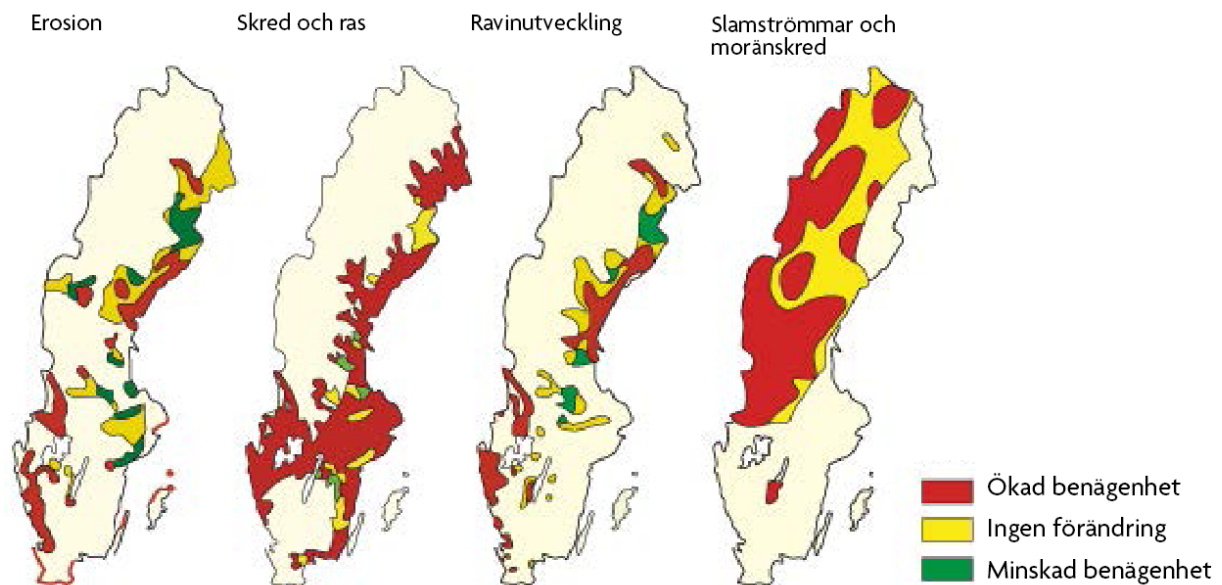 Erosion
Skred och ras
Ravinutveckling
Slamströmmar och
moränskred
Ökad benägenhet
Ingen förändring
Minskad benägenhet